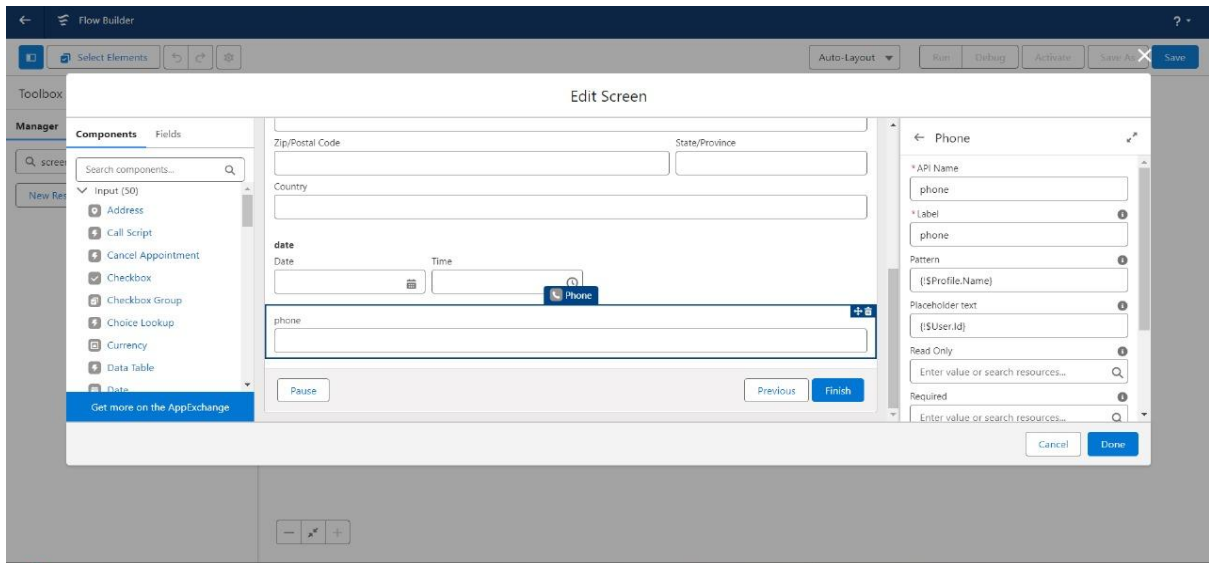 Flow Builder
?
Select Elements
Auto-Layout
Run
Debug
Activate
Save As
Save
Toolbox
Manager
screen
New Res
Edit Screen
Components
Fields
Search components...
Input (50)
Address
Call Script
Cancel Appointment
Checkbox
Checkbox Group
Choice Lookup
Currency
Data Table
Date
Get more on the AppExchange
Zip/Postal Code
State/Province
Country
date
Date
Time
Phone
phone
Pause
Previous
Finish
Phone
* API Name
phone
* Label
phone
Pattern
{!$Profile.Name}
Placeholder text
{!$User.Id}
Read Only
Enter value or search resources...
Required
Enter value or search resources...
Cancel
Done